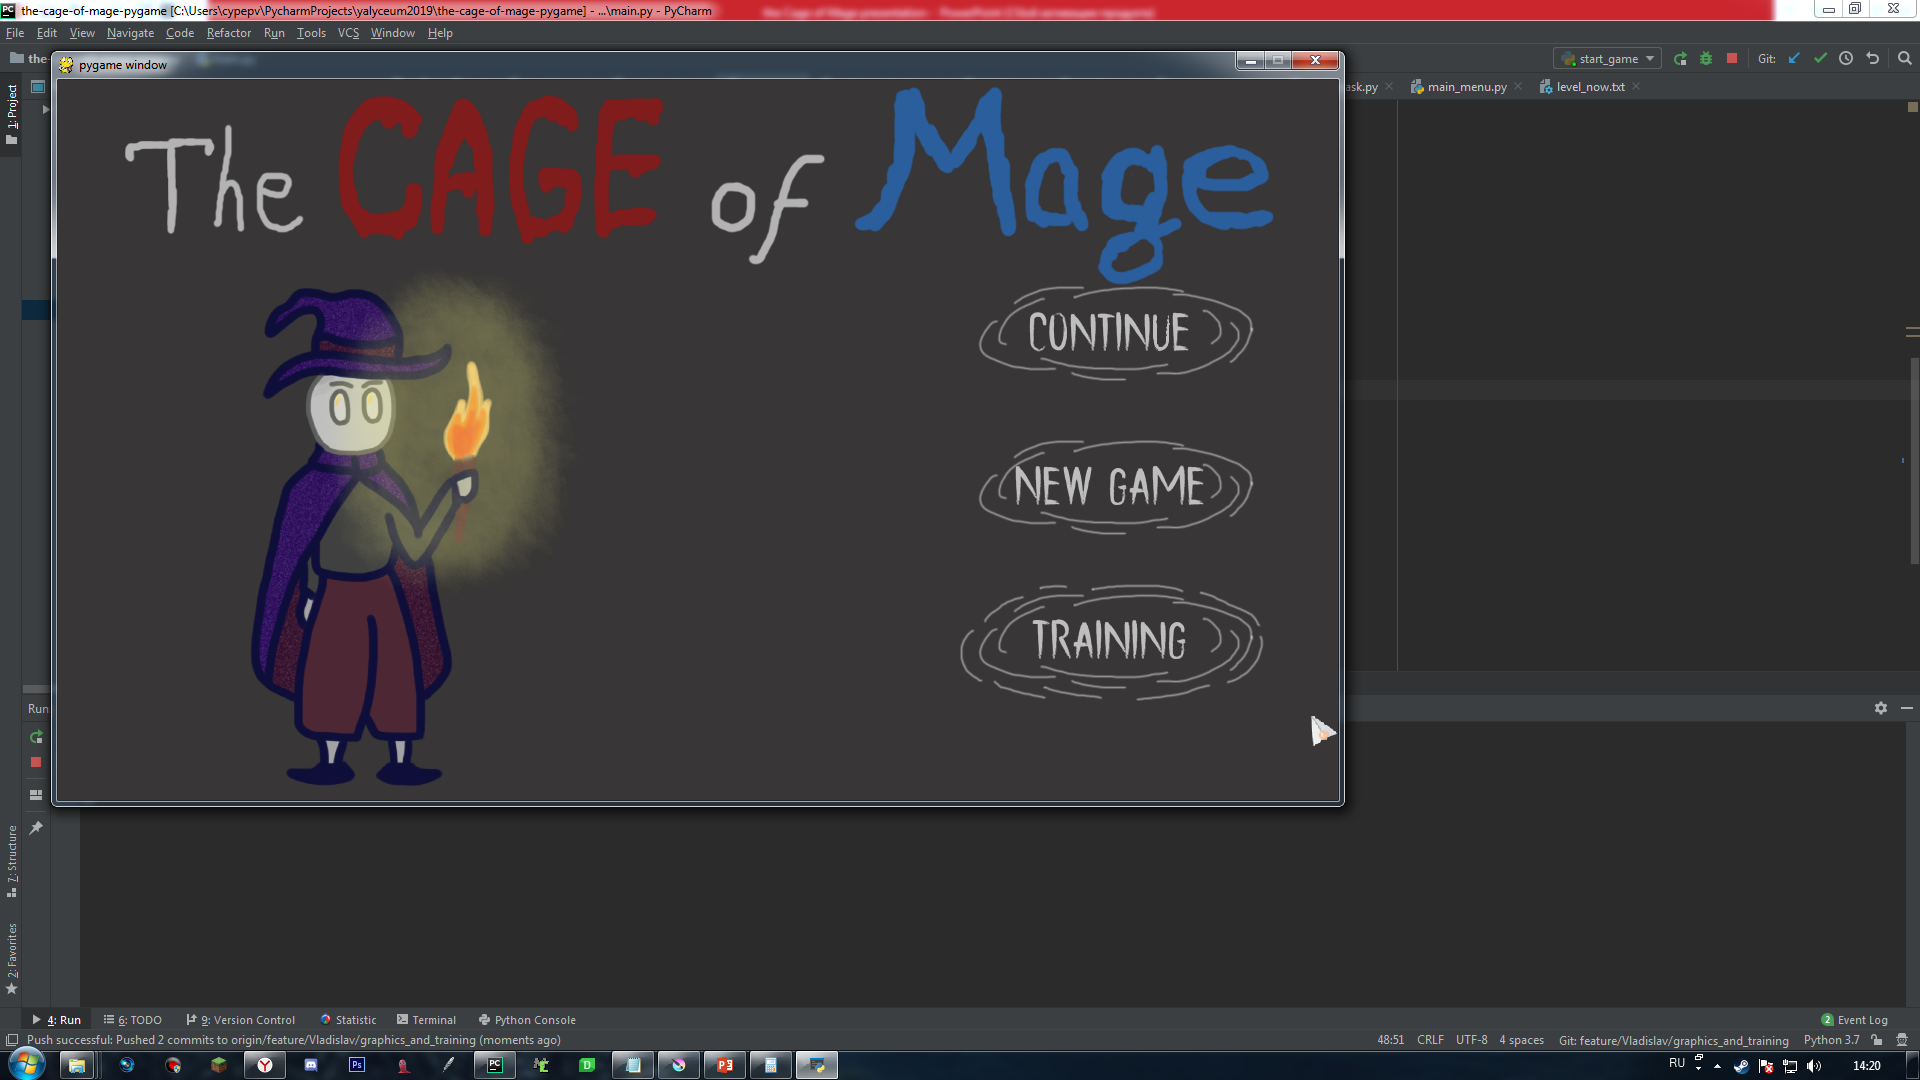 the-cage-of-mage-pygame [C:\Users\cypepv\PycharmProjects\yalyceum2019\the-cage-of-mage-pygame] - ...\main.py - PyCharm
File Edit View Navigate Code Refactor Run Tools VCS Window Help
the-
start_game
Git:
pygame window
ask.py main_menu.py level_now.txt
1: Project
The CAGE of Mage
CONTINUE
NEW GAME
TRAINING
Run
7: Structure
2: Favorites
4: Run 6: TODO 9: Version Control Statistic Terminal Python Console
2 Event Log
Push successful: Pushed 2 commits to origin/feature/Vladislav/graphics_and_training (moments ago)
48:51 CRLF UTF-8 4 spaces Git: feature/Vladislav/graphics_and_training Python 3.7
RU
14:20